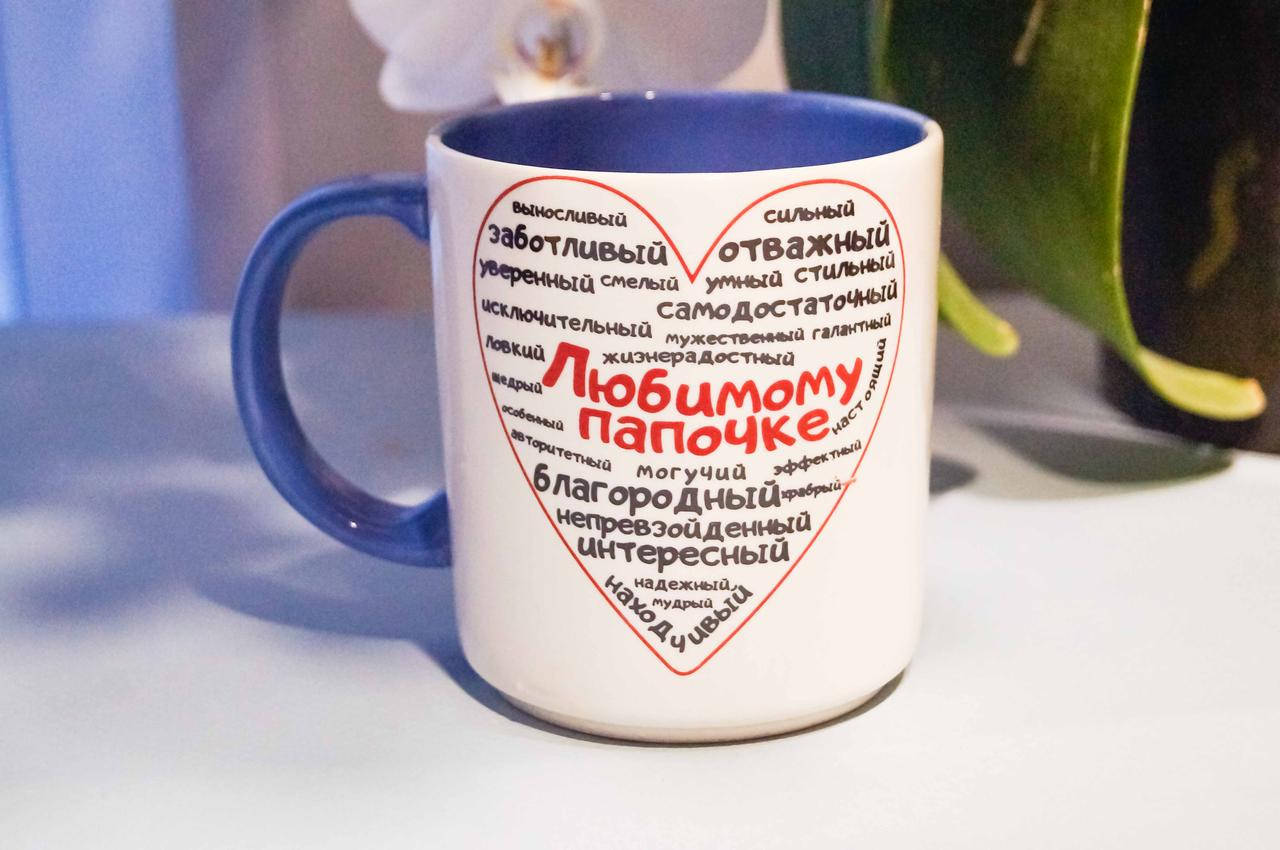 выносливый сильный
заботливый отважный
уверенный смелый умный стильный
самодостаточный
исключительный
мужественный галантный
ловкий жизнерадостный
Любимому
щедрый
папочке
настоящий
особенный
авторитетный могучий эффектный
благородный храбрый
непревзойденный
интересный
надежный
мудрый
находчивый